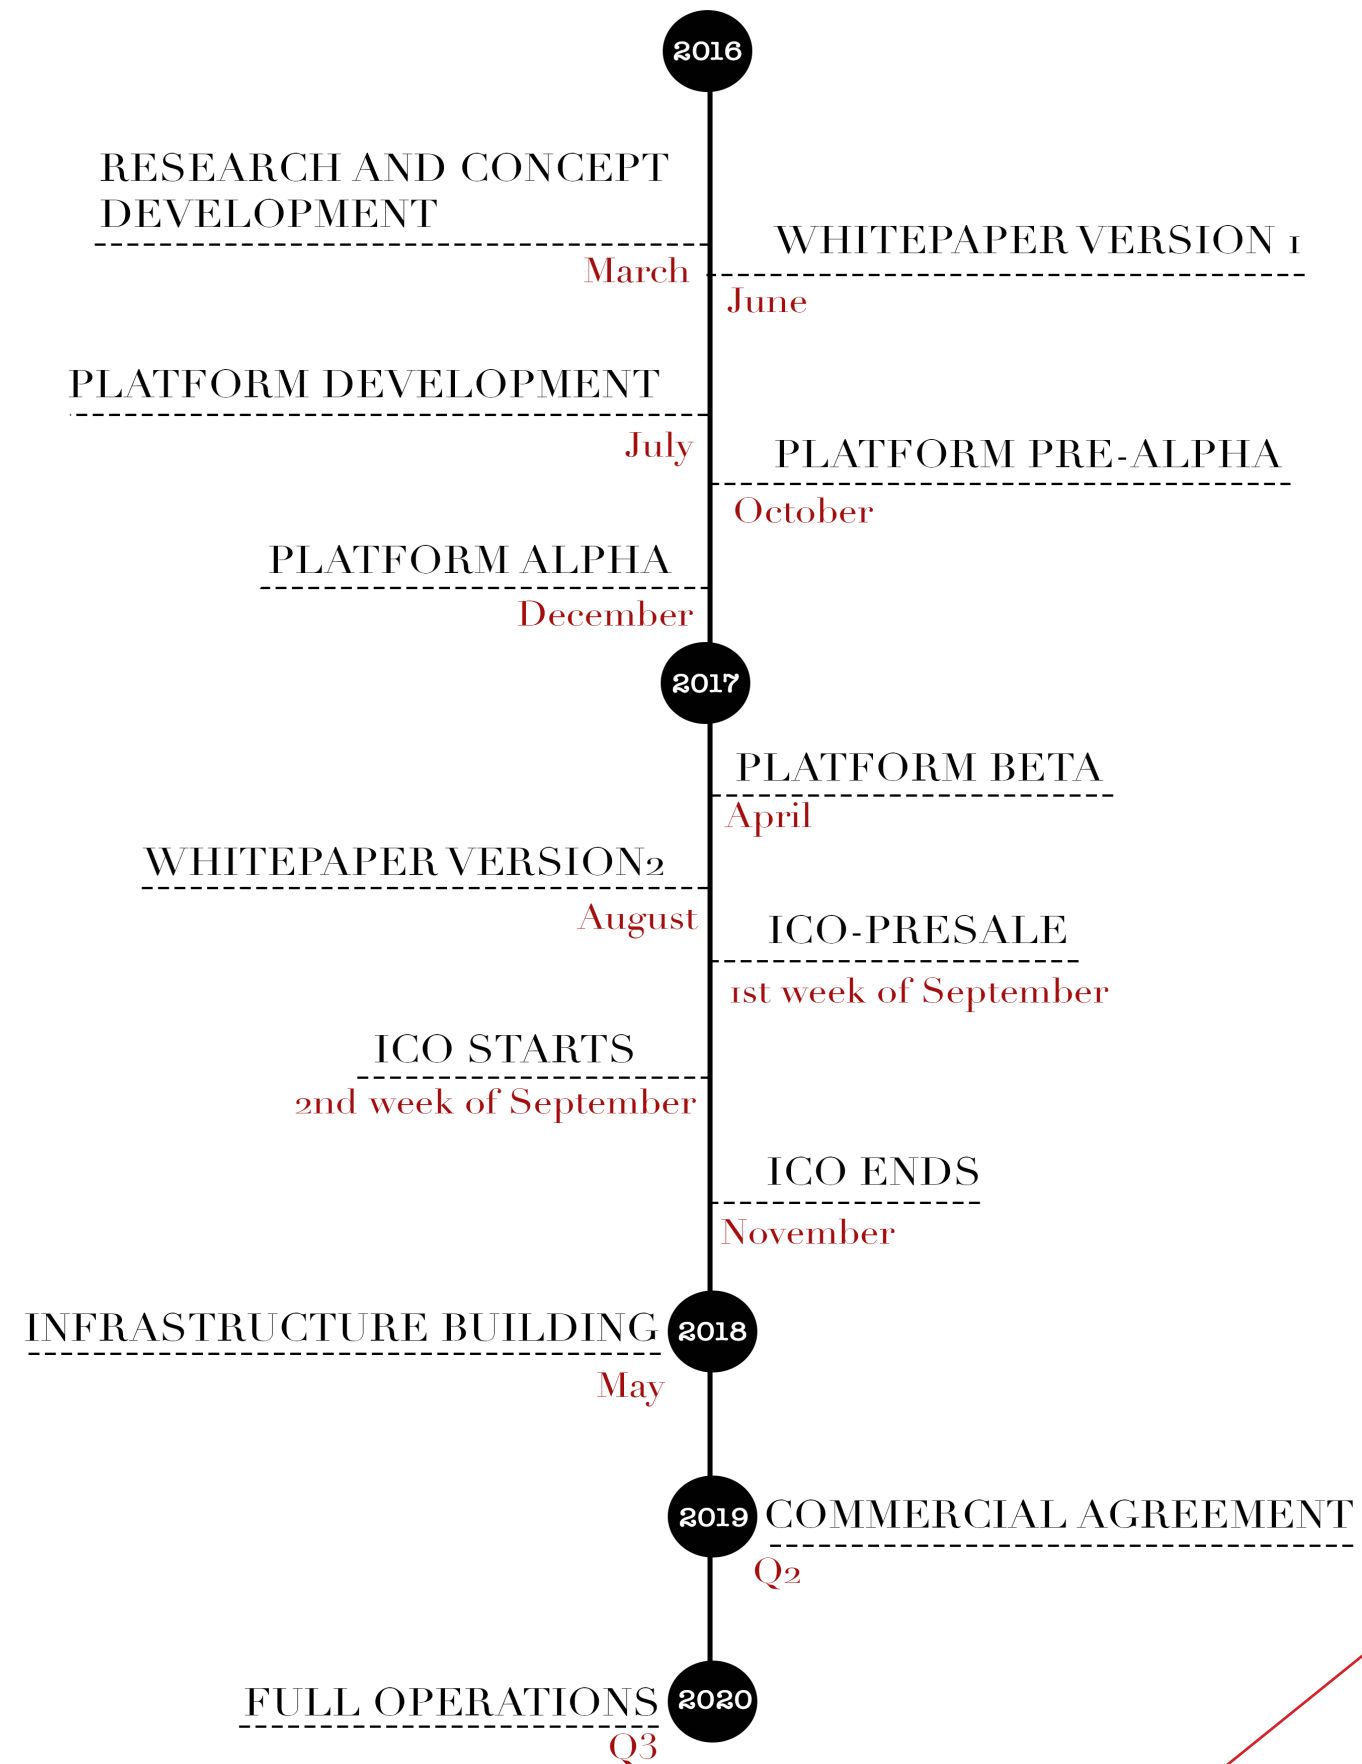 2016
RESEARCH AND CONCEPT
DEVELOPMENT
March
WHITEPAPER VERSION 1
June
PLATFORM DEVELOPMENT
July
PLATFORM PRE-ALPHA
October
PLATFORM ALPHA
December
2017
PLATFORM BETA
April
WHITEPAPER VERSION2
August
ICO-PRESALE
1st week of September
ICO STARTS
2nd week of September
ICO ENDS
November
INFRASTRUCTURE BUILDING
2018
May
2019
COMMERCIAL AGREEMENT
Q2
FULL OPERATIONS
2020
Q3